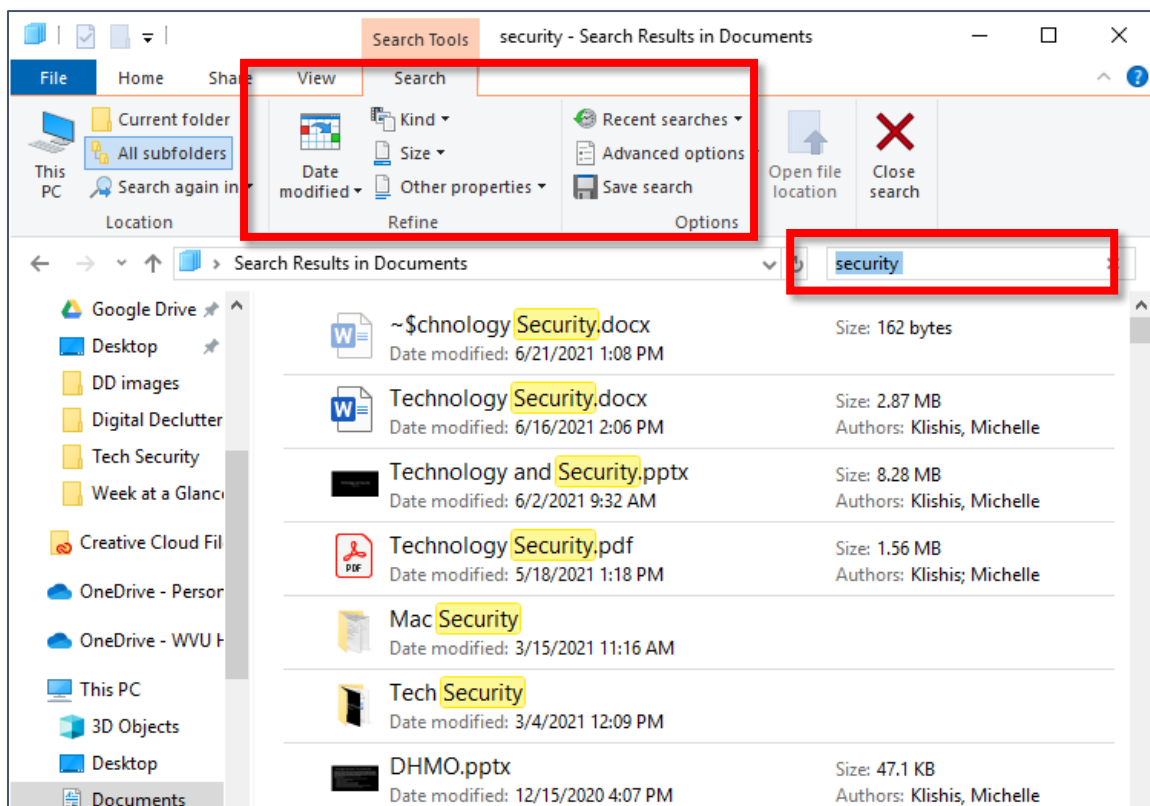 Search Tools security - Search Results in Documents
File Home Share View Search
Current folder
All subfolders
Search again in
This PC
Location
Date modified
Kind
Size
Other properties
Refine
Recent searches
Advanced options
Save search
Options
Open file location
Close search
Search Results in Documents
security
Google Drive
Desktop
DD images
Digital Declutter
Tech Security
Week at a Glance
Creative Cloud Fil
OneDrive - Person
OneDrive - WVU H
This PC
3D Objects
Desktop
Documents
~$chnology Security.docx
Date modified: 6/21/2021 1:08 PM
Size: 162 bytes
Technology Security.docx
Date modified: 6/16/2021 2:06 PM
Size: 2.87 MB
Authors: Klishis, Michelle
Technology and Security.pptx
Date modified: 6/2/2021 9:32 AM
Size: 8.28 MB
Authors: Klishis, Michelle
PDF
Technology Security.pdf
Date modified: 5/18/2021 1:18 PM
Size: 1.56 MB
Authors: Klishis; Michelle
Mac Security
Date modified: 3/15/2021 11:16 AM
Tech Security
Date modified: 3/4/2021 12:09 PM
DHMO.pptx
Date modified: 12/15/2020 4:07 PM
Size: 47.1 KB
Authors: Klishis, Michelle